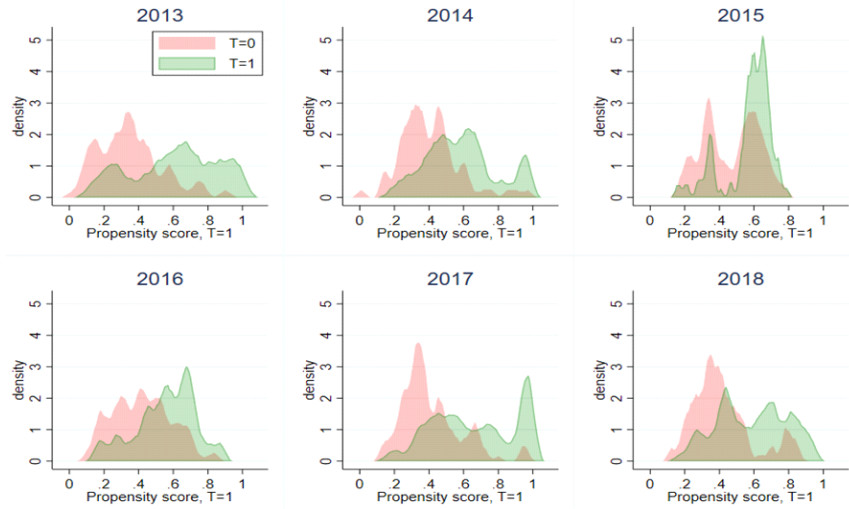 2013
2014
2015
T=0
T=1
density
density
density
0 1 2 3 4 5
0 1 2 3 4 5
0 1 2 3 4 5
0 .2 .4 .6 .8 1
0 .2 .4 .6 .8 1
0 .2 .4 .6 .8 1
Propensity score, T=1
Propensity score, T=1
Propensity score, T=1
2016
2017
2018
density
density
density
0 1 2 3 4 5
0 1 2 3 4 5
0 1 2 3 4 5
0 .2 .4 .6 .8 1
0 .2 .4 .6 .8 1
0 .2 .4 .6 .8 1
Propensity score, T=1
Propensity score, T=1
Propensity score, T=1